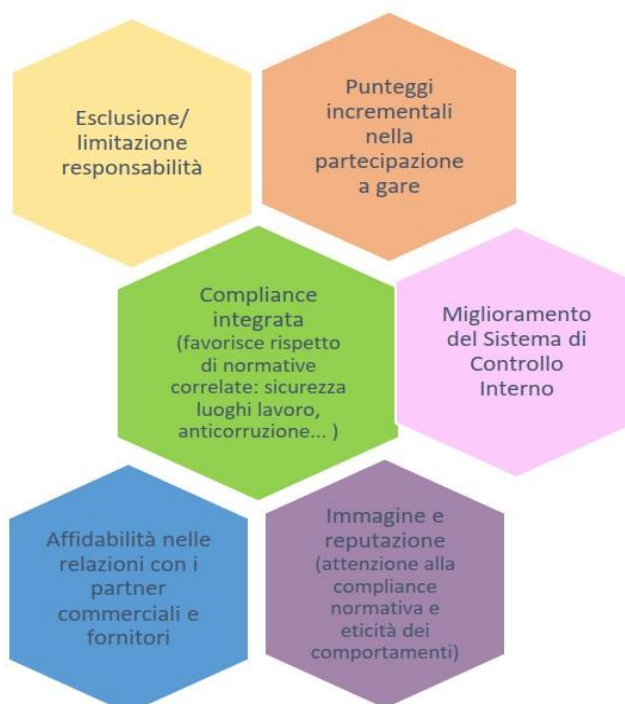 Esclusione/
limitazione
responsabilità
Punteggi
incrementali
nella
partecipazione
a gare
Compliance
integrata
(favorisce rispetto
di normative
correlate: sicurezza
luoghi lavoro,
anticorruzione... )
Miglioramento
del Sistema di
Controllo
Interno
Affidabilità nelle
relazioni con i
partner
commerciali e
fornitori
Immagine e
reputazione
(attenzione alla
compliance
normativa e
eticità dei
comportamenti)